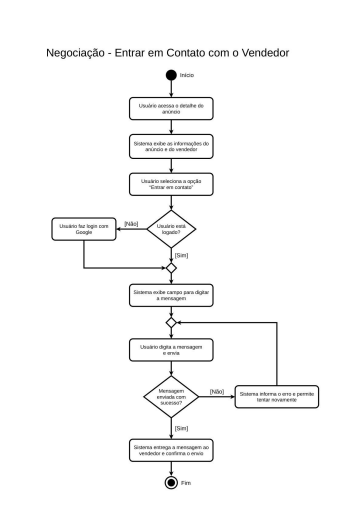 Negociação - Entrar em Contato com o Vendedor
Início
Usuário acessa o detalhe do
anúncio
Sistema exibe as informações do
anúncio e do vendedor
Usuário seleciona a opção
"Entrar em contato"
Usuário está
logado?
[Não]
Usuário faz login com
Google
[Sim]
Sistema exibe campo para digitar
a mensagem
Usuário digita a mensagem
e envia
Mensagem
enviada com
sucesso?
[Não]
Sistema informa o erro e permite
tentar novamente
[Sim]
Sistema entrega a mensagem ao
vendedor e confirma o envio
Fim